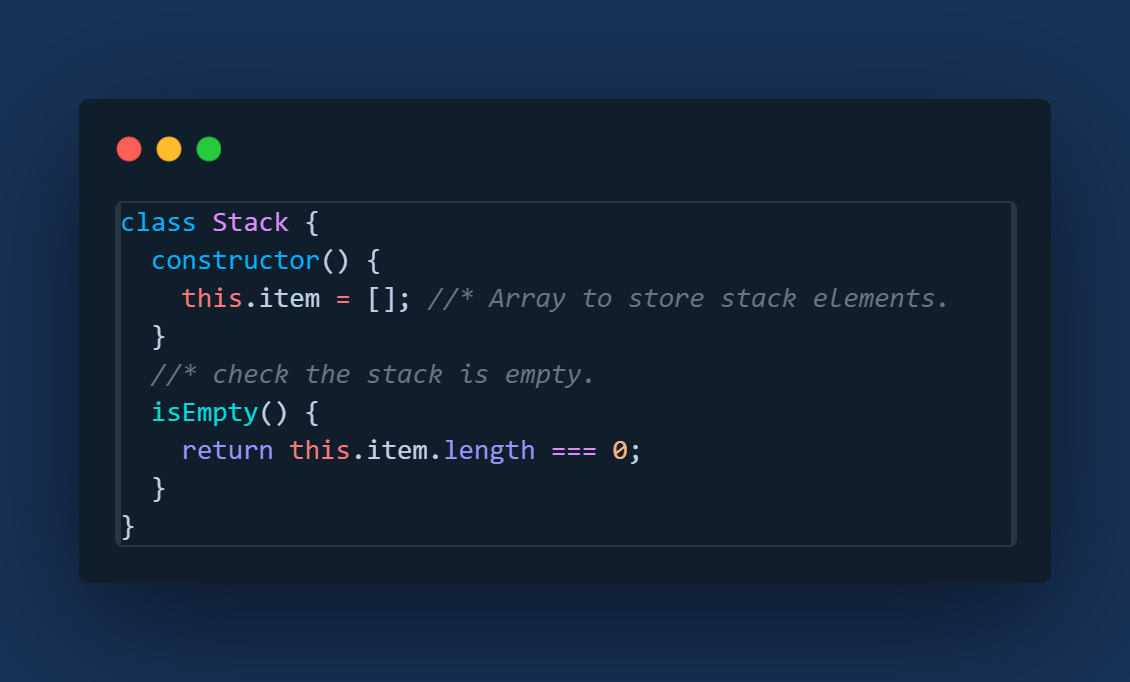 class Stack {
  constructor() {
    this.item = []; //* Array to store stack elements.
  }
  //* check the stack is empty.
  isEmpty() {
    return this.item.length === 0;
  }
}